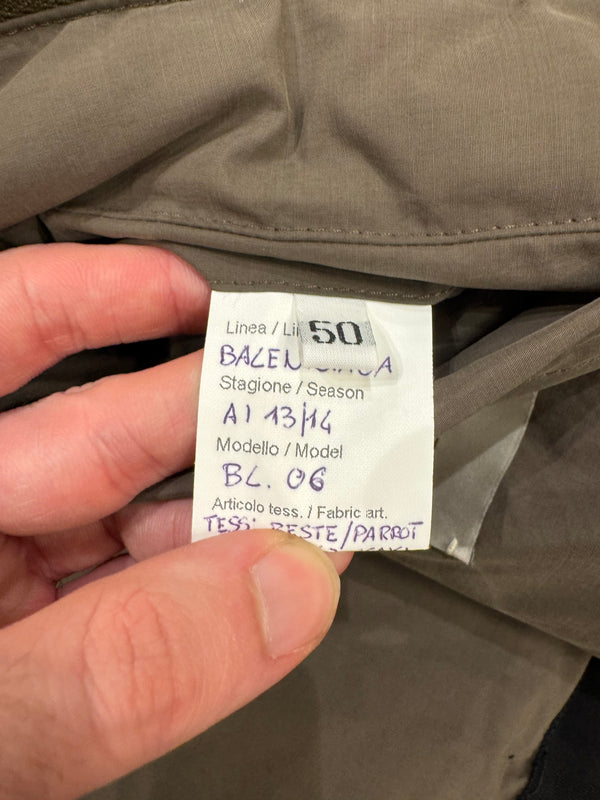 Linea / Li
50
BALEN
Stagione / Season
AI 13/14
Modello / Model
BL. 06
Articolo tess. / Fabric art.
TESS: BESTE/PARROT